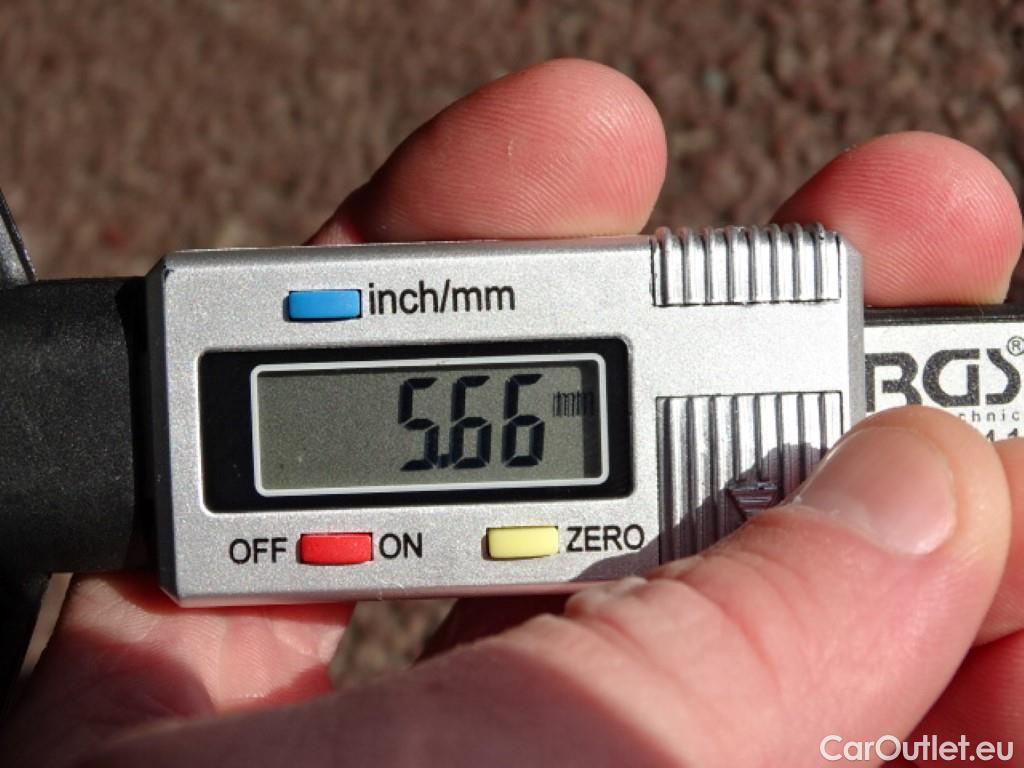 inch/mm
BGS®
5.66 mm
OFF ON ZERO
CarOutlet.eu